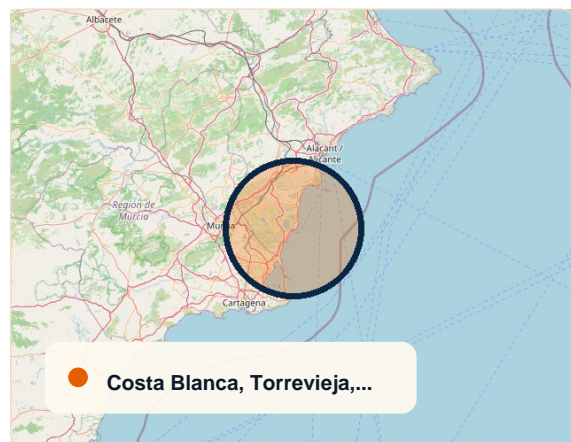 Albacete
Alacant /
Alicante
Región de
Murcia
Murcia
Cartagena
Costa Blanca, Torrevieja,...